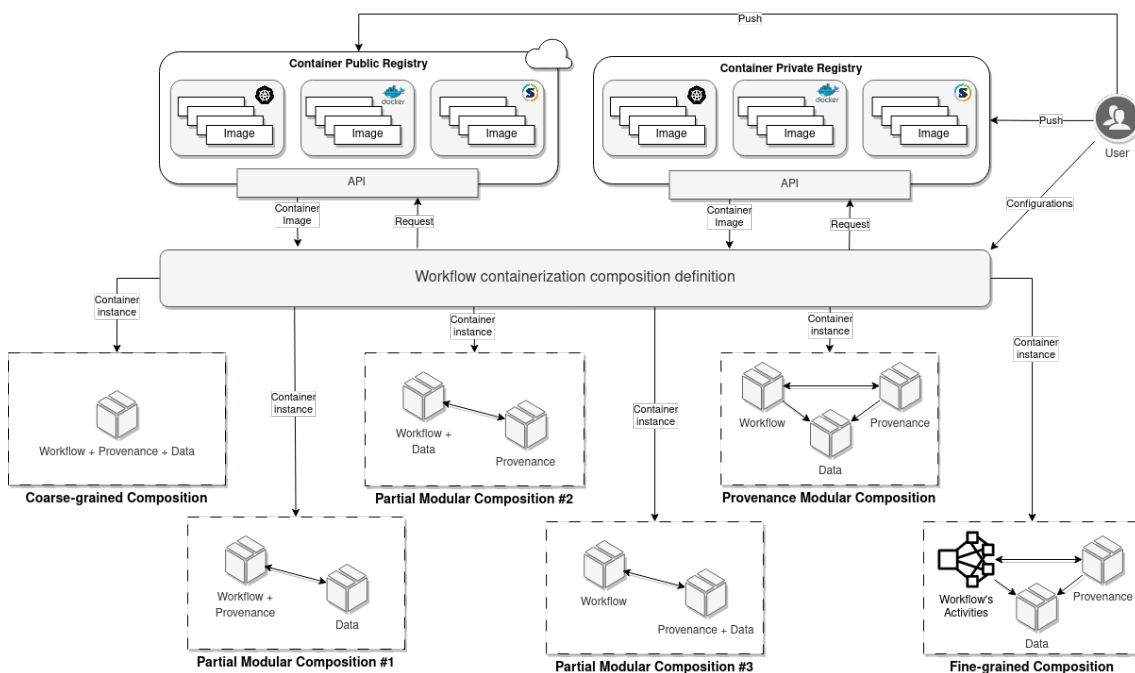 Push
Container Public Registry
Container Private Registry
docker
docker
Image
Image
Image
Image
Image
Image
Push
User
API
API
Container
Image
Request
Container
Image
Request
Configurations
Workflow containerization composition definition
Container
instance
Container
instance
Container
instance
Container
instance
Container
instance
Container
instance
Workflow + Provenance + Data
Coarse-grained Composition
Workflow +
Data
Provenance
Partial Modular Composition #2
Workflow
Provenance
Data
Provenance Modular Composition
Workflow +
Provenance
Data
Partial Modular Composition #1
Workflow
Provenance + Data
Partial Modular Composition #3
Workflow's
Activities
Provenance
Data
Fine-grained Composition